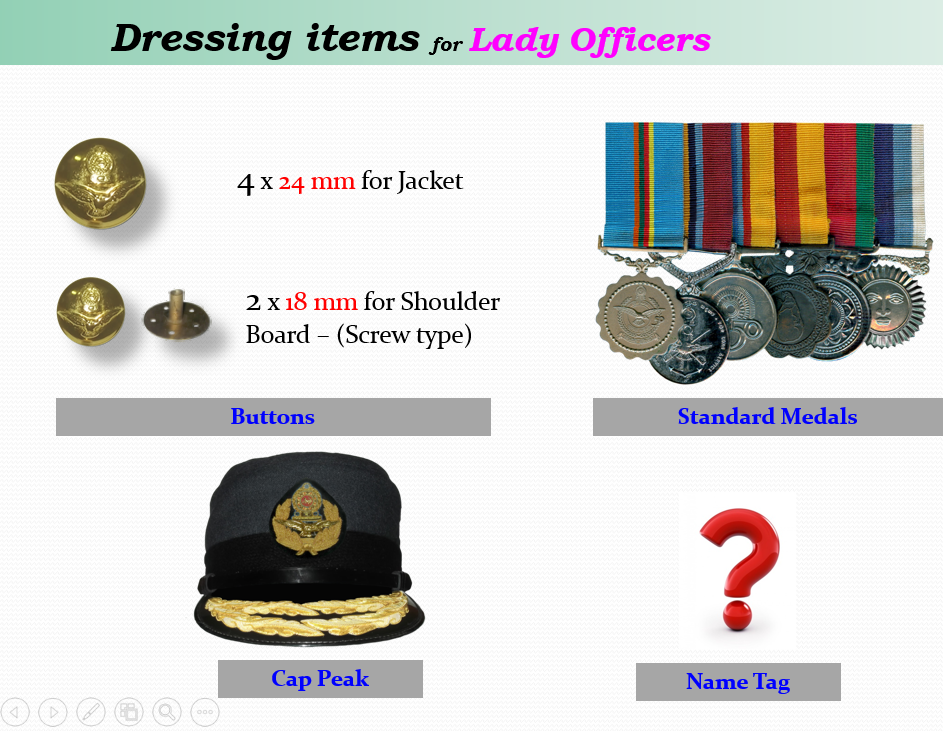 Dressing items for Lady Officers
4 x 24 mm for Jacket
2 x 18 mm for Shoulder
Board – (Screw type)
Buttons
Standard Medals
Cap Peak
Name Tag